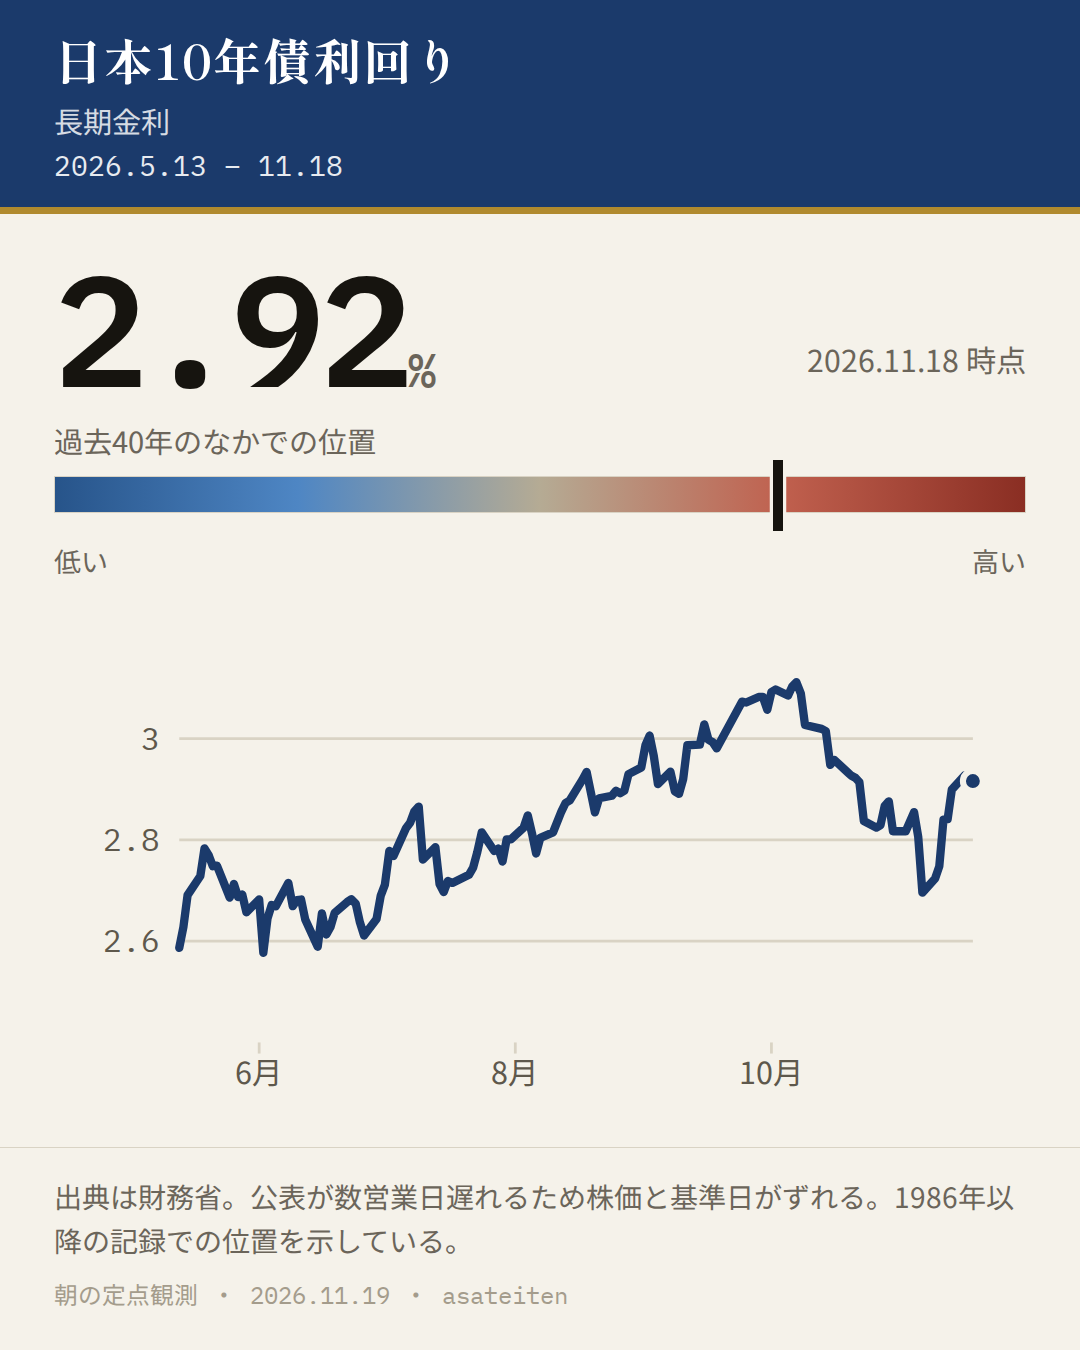 日本10年債利回り
長期金利
2026.5.13 − 11.18
2.92%
2026.11.18 時点
過去40年のなかでの位置
低い
高い
3
2.8
2.6
6月
8月
10月
出典は財務省。公表が数営業日遅れるため株価と基準日がずれる。1986年以
降の記録での位置を示している。
朝の定点観測 ・ 2026.11.19 ・ asateiten